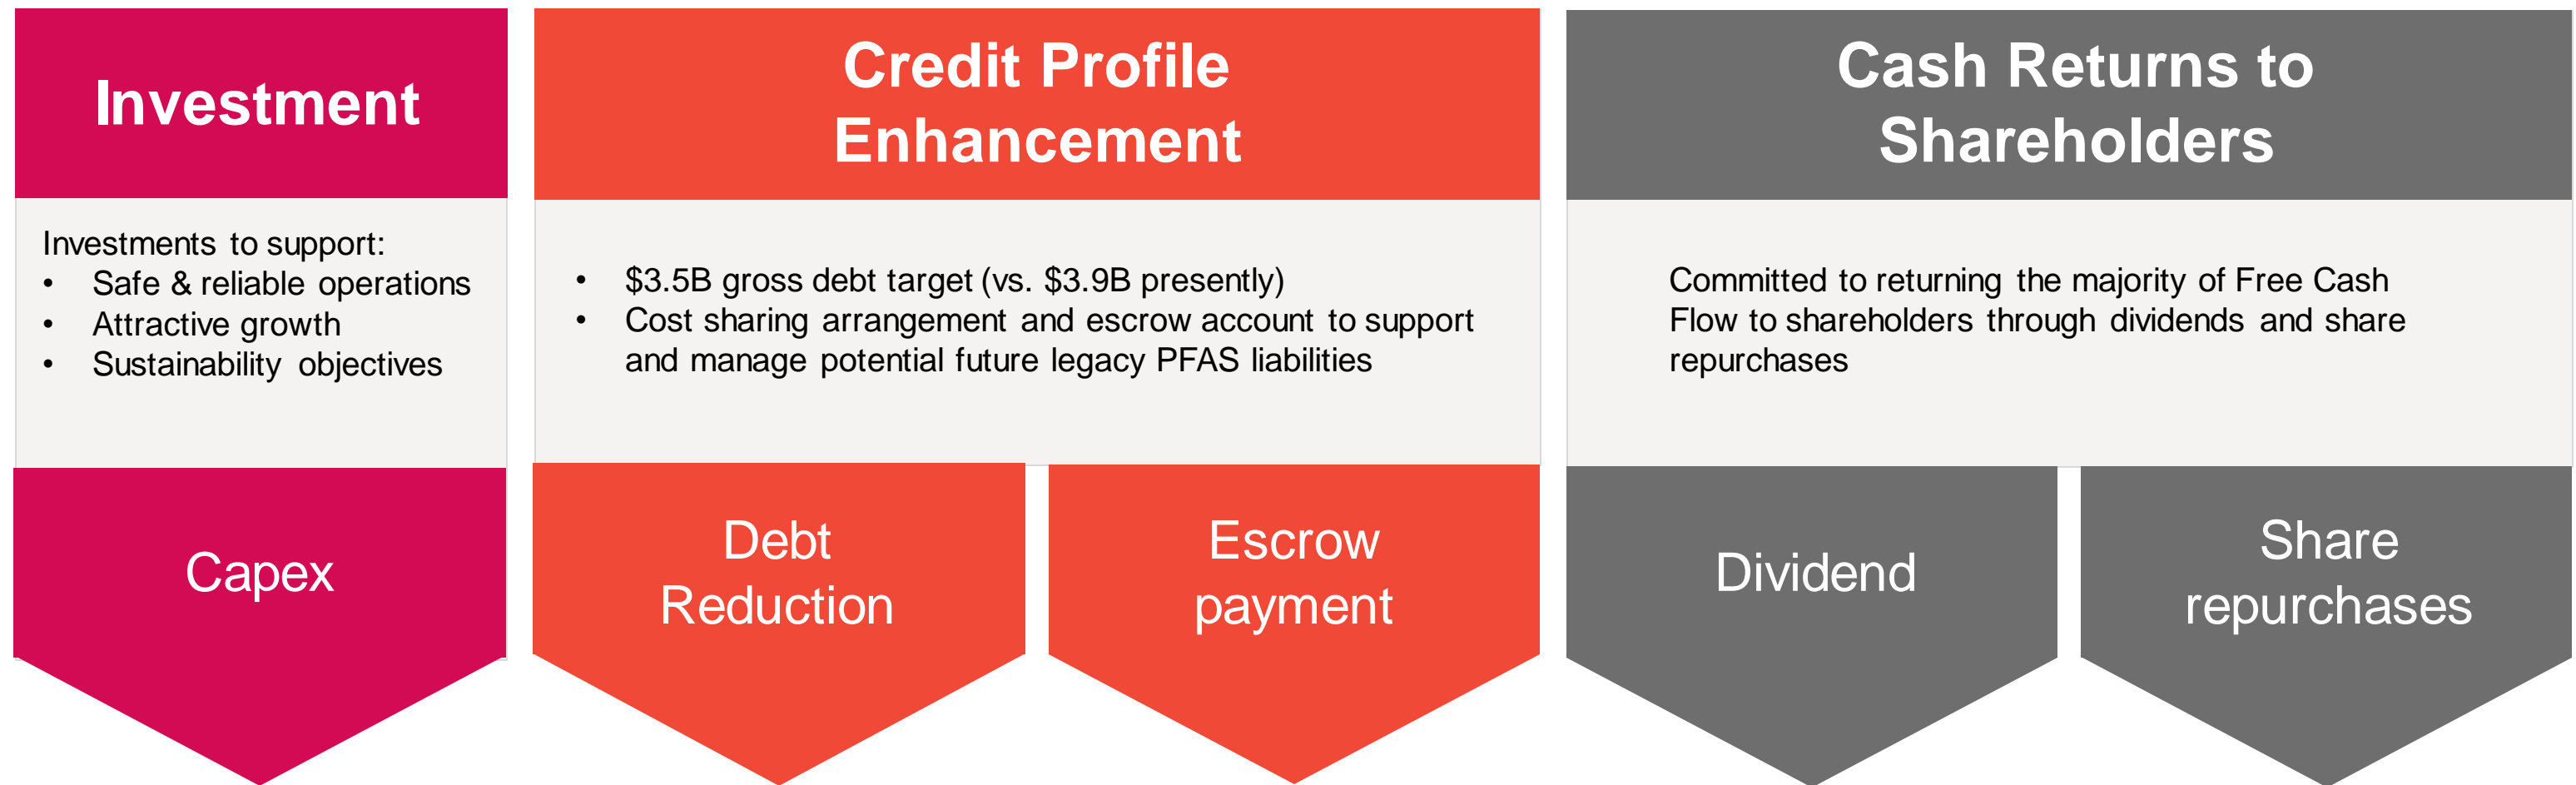 Investment
Investments to support:
• Safe & reliable operations
• Attractive growth
• Sustainability objectives
Capex
Credit Profile
Enhancement
• $3.5B gross debt target (vs. $3.9B presently)
• Cost sharing arrangement and escrow account to support
and manage potential future legacy PFAS liabilities
Debt
Reduction
Escrow
payment
Cash Returns to
Shareholders
Committed to returning the majority of Free Cash
Flow to shareholders through dividends and share
repurchases
Dividend
Share
repurchases